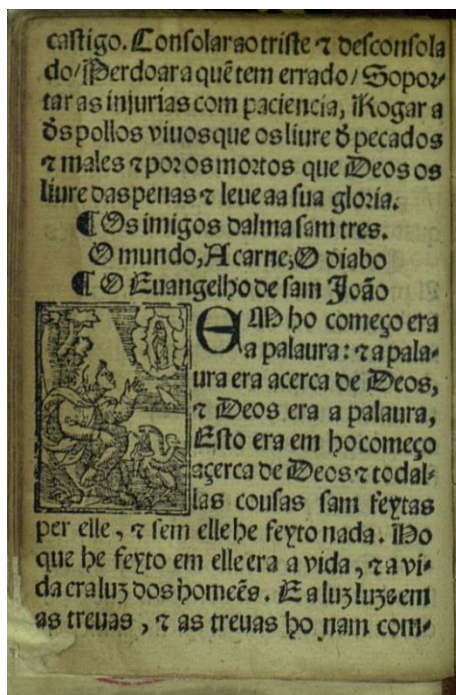 castigo. Consolar ao triste ⁊ desconsola
do/ Perdoar a quẽ tem errado/ Sopor-
tar as injurias com paciencia, Rogar a
d̃s pollos viuos que os liure d̃ pecados
⁊ males ⁊ por os mortos que Deos os
liure das penas ⁊ leue aa sua gloria.
¶ Os imigos dalma sam tres.
O mundo, A carne, O diabo
¶ O Euangelho de sam João
EM ho começo era
a palaura: ⁊ a pala-
ura era acerca de Deos,
⁊ Deos era a palaura,
Esto era em ho começo
açerca de Deos ⁊ todal-
las cousas sam feytas
per elle, ⁊ sem elle he feyto nada. Ho
que he feyto em elle era a vida, ⁊ a vi-
da era luz dos homeẽs. E a luz luze em
as treuas, ⁊ as treuas ho nam com-